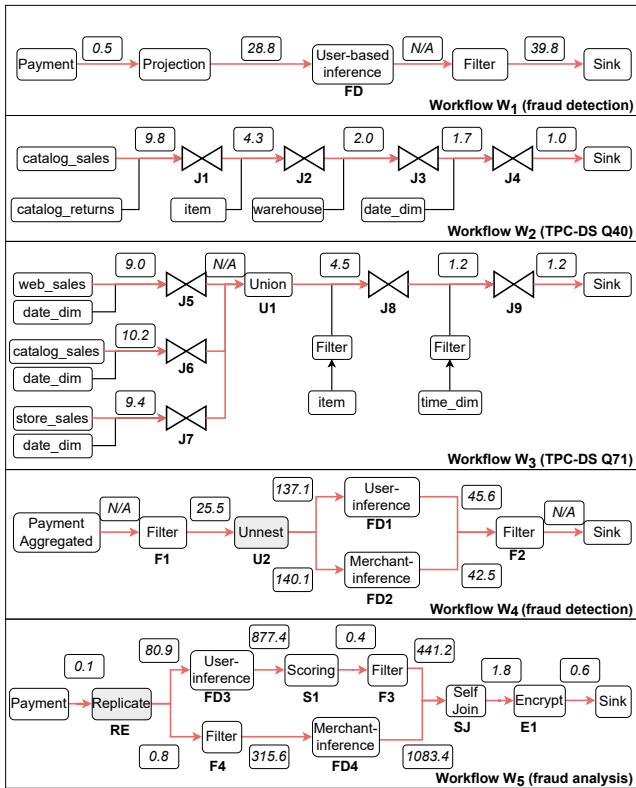 0.5
28.8
N/A
39.8
Payment
Projection
User-based
inference
Filter
Sink
FD
Workflow W1 (fraud detection)
9.8
4.3
2.0
1.7
1.0
catalog_sales
Sink
J1
J2
J3
J4
catalog_returns
item
warehouse
date_dim
Workflow W2 (TPC-DS Q40)
9.0
N/A
4.5
1.2
1.2
web_sales
Union
Sink
date_dim
J5
U1
J8
J9
10.2
catalog_sales
Filter
Filter
date_dim
J6
9.4
item
time_dim
store_sales
date_dim
J7
Workflow W3 (TPC-DS Q71)
137.1
User-
inference
45.6
N/A
25.5
FD1
N/A
Payment
Aggregated
Filter
Unnest
Filter
Sink
F1
U2
F2
140.1
Merchant-
inference
42.5
FD2
Workflow W4 (fraud detection)
80.9
877.4
0.4
441.2
0.1
User-
inference
Scoring
Filter
1.8
0.6
FD3
S1
F3
Payment
Replicate
Self
Join
Encrypt
Sink
RE
SJ
E1
Filter
Merchant-
inference
0.8
F4
315.6
FD4
1083.4
Workflow W5 (fraud analysis)